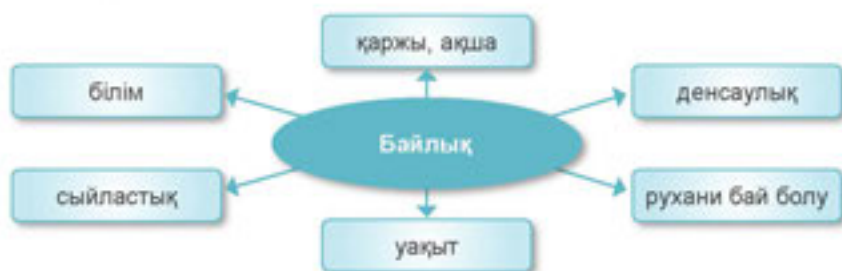 қаржы, ақша
білім
денсаулық
Байлық
сыйластық
рухани бай болу
уақыт